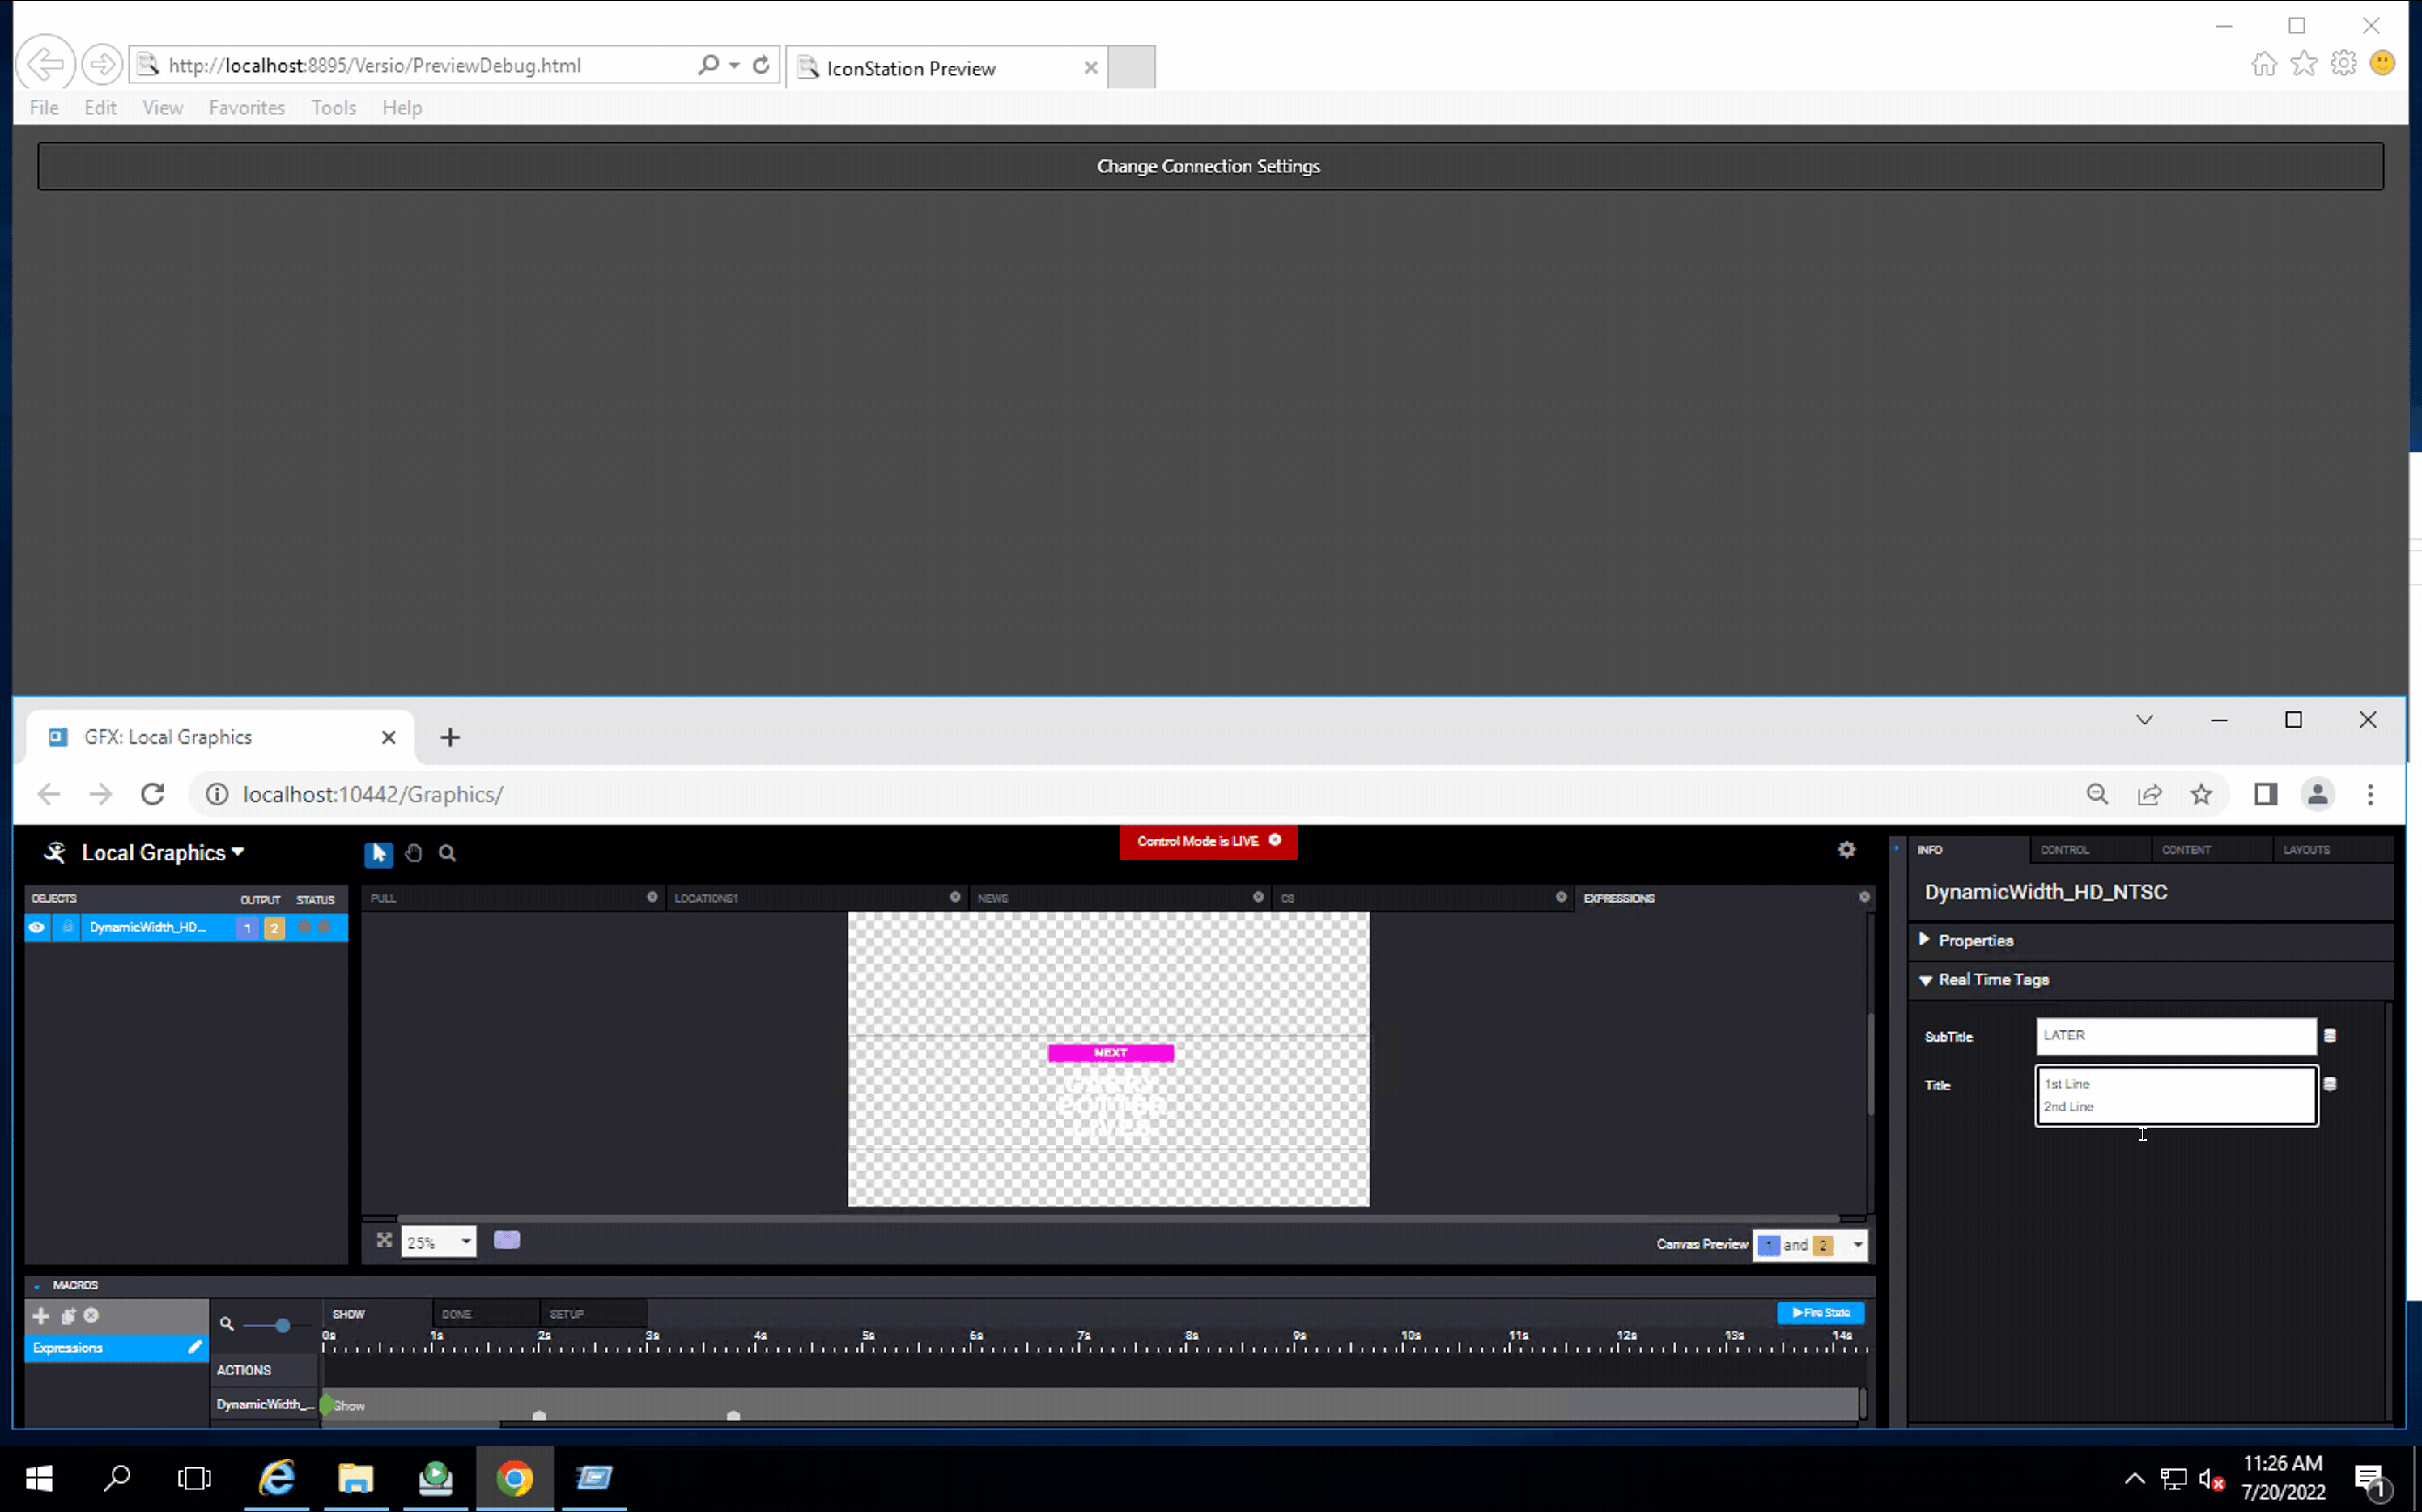 http://localhost:8895/Versio/PreviewDebug.html
IconStation Preview
File Edit View Favorites Tools Help
Change Connection Settings
GFX: Local Graphics
localhost:10442/Graphics/
Local Graphics
Control Mode is LIVE
INFO CONTROL CONTENT LAYOUTS
OBJECTS OUTPUT STATUS
PULL LOCATIONS1 NEWS CS EXPRESSIONS
DynamicWidth_HD_NTSC
DynamicWidth_HD... 1 2
Properties
Real Time Tags
SubTitle LATER
NEXT
Title 1st Line
2nd Line
POTTER
25%
Canvas Preview 1 and 2
MACROS
SHOW DONE SETUP
Fire State
0s 1s 2s 3s 4s 5s 6s 7s 8s 9s 10s 11s 12s 13s 14s
Expressions
ACTIONS
DynamicWidth_... Show
11:26 AM
7/20/2022
1